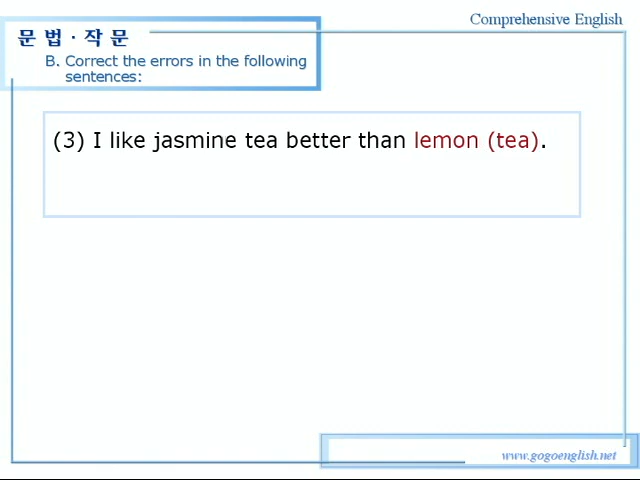 Comprehensive English
문 법 · 작 문
B. Correct the errors in the following
sentences:
(3) I like jasmine tea better than lemon (tea).
www.gogoenglish.net